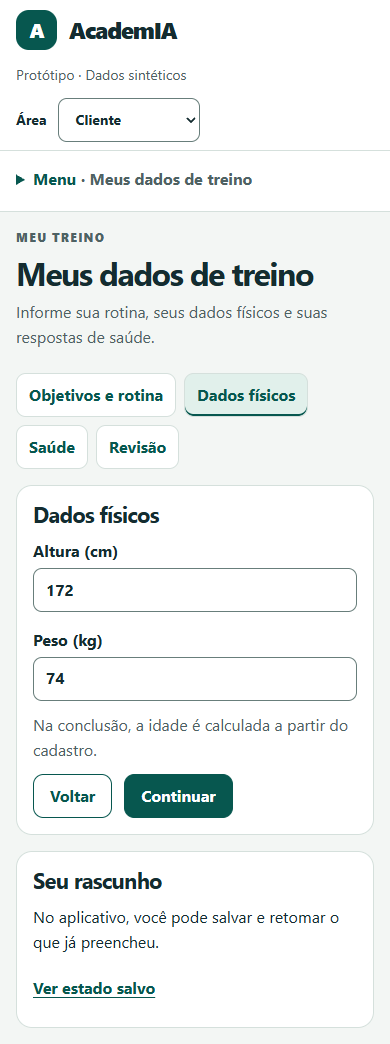 A AcademIA
Protótipo · Dados sintéticos
Área Cliente
Menu · Meus dados de treino
MEU TREINO
Meus dados de treino
Informe sua rotina, seus dados físicos e suas
respostas de saúde.
Objetivos e rotina Dados físicos
Saúde Revisão
Dados físicos
Altura (cm)
172
Peso (kg)
74
Na conclusão, a idade é calculada a partir do
cadastro.
Voltar Continuar
Seu rascunho
No aplicativo, você pode salvar e retomar o
que já preencheu.
Ver estado salvo